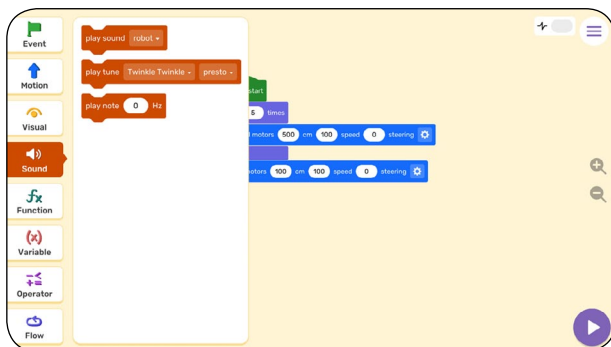 Event
Motion
Visual
Sound
Function
(x)
Variable
Operator
Flow
play sound robot
play tune Twinkle Twinkle presto
play note 0 Hz
start
5 times
motors 500 cm 100 speed 0 steering
motors 100 cm 100 speed 0 steering